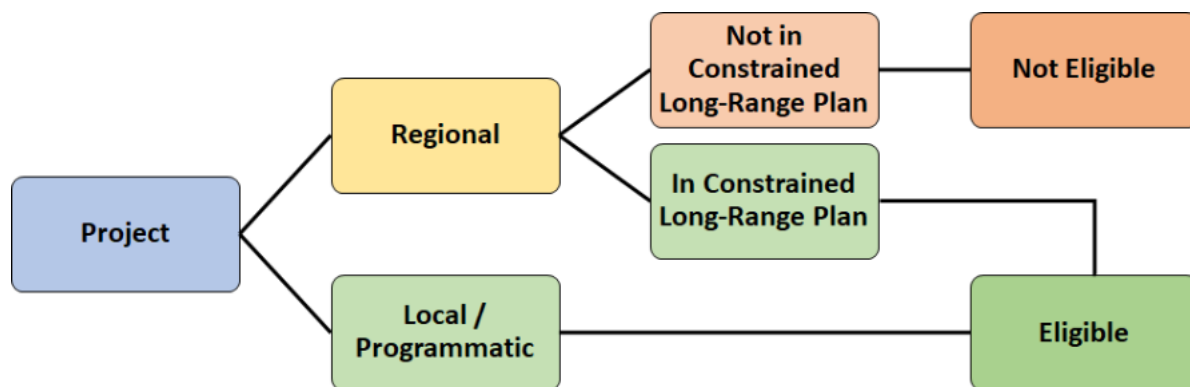 Not in
Constrained
Long-Range Plan
Not Eligible
Regional
In Constrained
Long-Range Plan
Project
Local /
Programmatic
Eligible